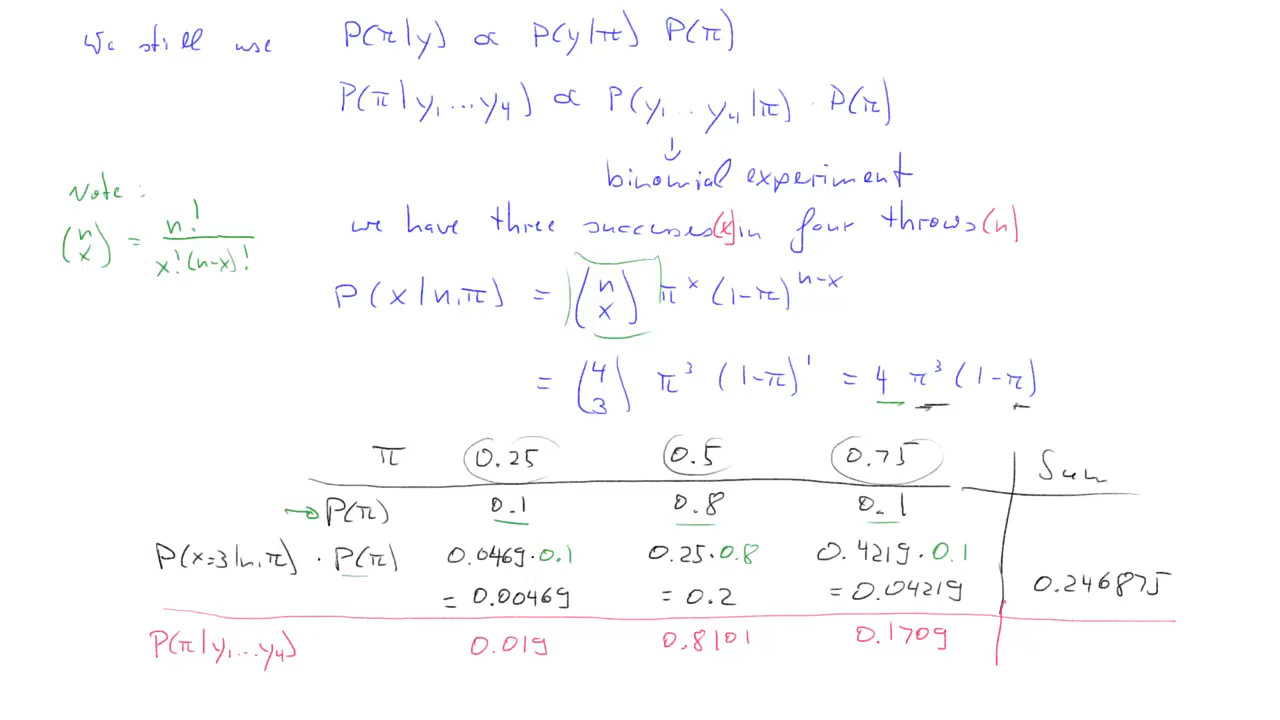 We still use P(π|y) ∝ P(y|π) P(π)
P(π|y₁...y₄) ∝ P(y₁...y₄|π) · P(π)
↓
binomial experiment
Note:
(n x) = n! / x!(n-x)!
we have three successes(x) in four throws(n)
P(x|n,π) = (n x) π^x (1-π)^(n-x)
= (4 3) π³ (1-π)¹ = 4 π³ (1-π)
π 0.25 0.5 0.75 Sum
→ P(π) 0.1 0.8 0.1
P(x=3|n,π) · P(π) 0.0469·0.1 0.25·0.8 0.4219·0.1
= 0.00469 = 0.2 = 0.04219 0.246875
P(π|y₁...y₄) 0.019 0.8101 0.1709